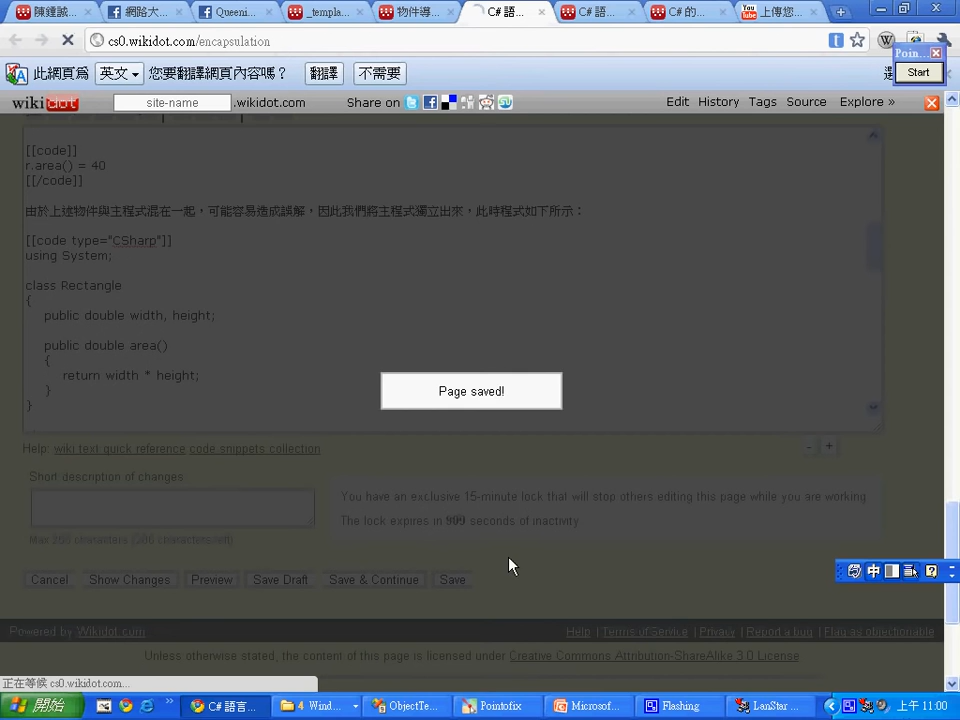 陳鍾誠...
網路大...
Queeni...
_templa...
物件導...
C# 語...
C# 語...
C# 的...
上傳您...
cs0.wikidot.com/encapsulation
此網頁為 英文 您要翻譯網頁內容嗎？ 翻譯 不需要
Poin...
Start
wikidot site-name .wikidot.com Share on Edit History Tags Source Explore »
[[code]]
r.area() = 40
[[/code]]
由於上述物件與主程式混在一起，可能容易造成誤解，因此我們將主程式獨立出來，此時程式如下所示：
[[code type="CSharp"]]
using System;
class Rectangle
{
public double width, height;
public double area()
{
return width * height;
}
}
Page saved!
Help: wiki text quick reference code snippets collection
- +
Short description of changes:
You have an exclusive 15-minute lock that will stop others editing this page while you are working
The lock expires in seconds of inactivity
Cancel Show Changes Preview Save Draft Save & Continue Save
中
Powered by Wikidot.com Help | Terms of Service | Privacy | Report a bug | Flag as objectionable
Unless otherwise stated, the content of this page is licensed under Creative Commons Attribution-ShareAlike 3.0 License
正在等候 cs0.wikidot.com...
開始 C# 語言... 4 Wind... ObjectTe... Pointofix Microsof... Flashing LanStar ... 上午 11:00